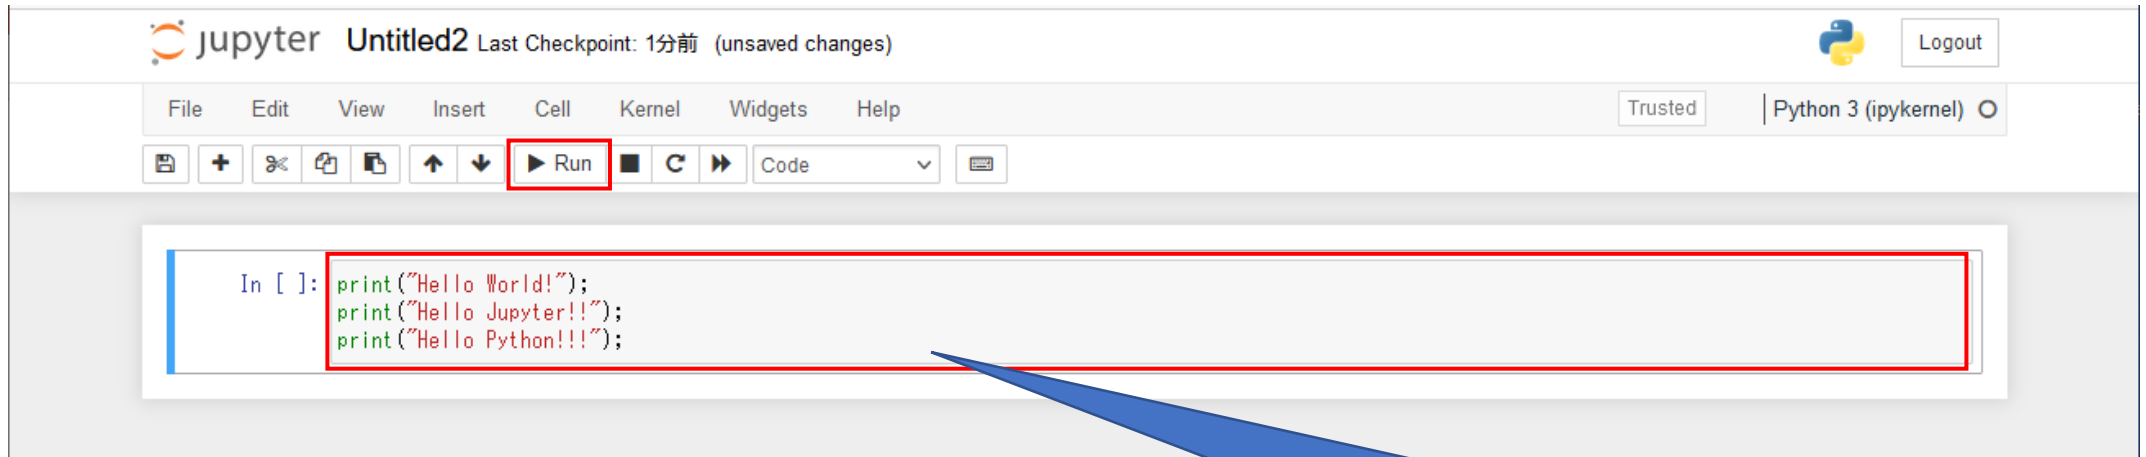 jupyter Untitled2 Last Checkpoint: 1分前 (unsaved changes) Logout
File Edit View Insert Cell Kernel Widgets Help Trusted Python 3 (ipykernel)
Run Code
In [ ]: print("Hello World!");
print("Hello Jupyter!!");
print("Hello Python!!!");